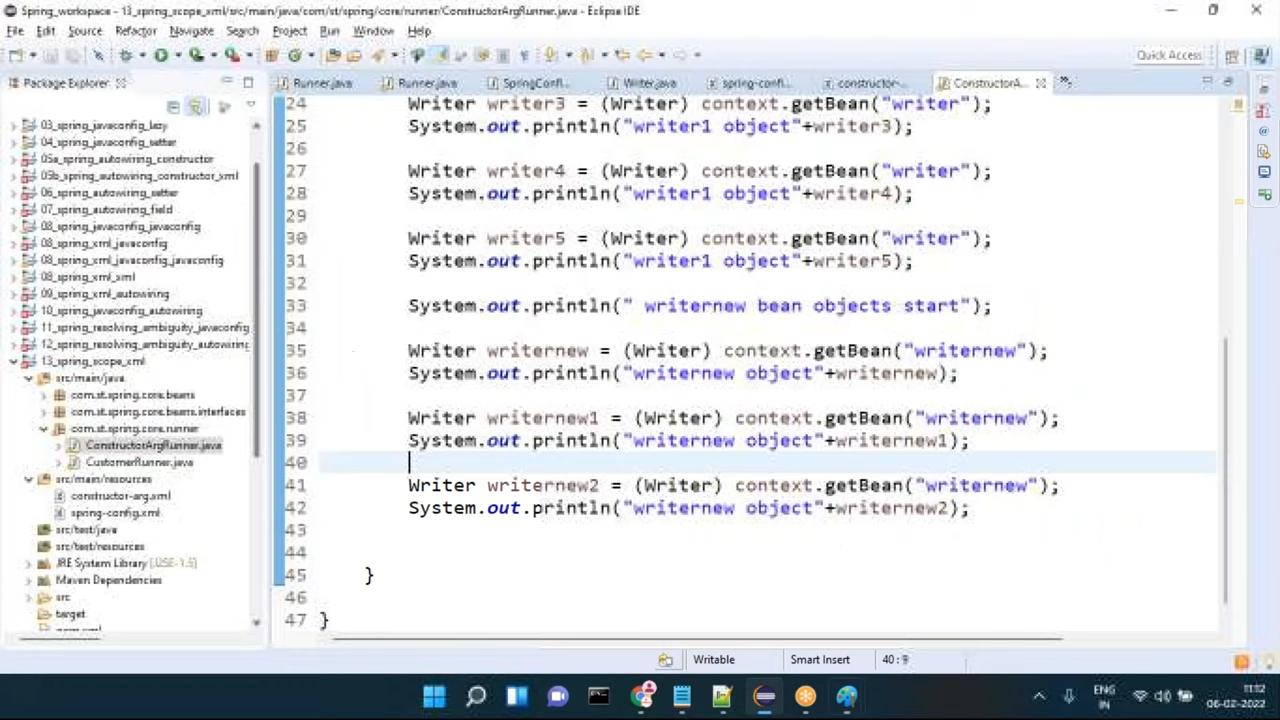 Spring_workspace - 13_spring_scope_xml/src/main/java/com/st/spring/core/runner/ConstructorArgRunner.java - Eclipse IDE
File Edit Source Refactor Navigate Search Project Run Window Help
Quick Access
Package Explorer
Runner.java Runner.java SpringConfi... Writer.java spring-confi... constructor-... ConstructorA...
03_spring_javaconfig_lazy
04_spring_javaconfig_setter
05a_spring_autowiring_constructor
05b_spring_autowiring_constructor_xml
06_spring_autowiring_setter
07_spring_autowiring_field
08_spring_javaconfig_javaconfig
08_spring_xml_javaconfig
08_spring_xml_javaconfig_javaconfig
08_spring_xml_xml
09_spring_xml_autowiring
10_spring_javaconfig_autowiring
11_spring_resolving_ambiguity_javaconfig
12_spring_resolving_ambiguity_autowiring
13_spring_scope_xml
src/main/java
com.st.spring.core.beans
com.st.spring.core.beans.interfaces
com.st.spring.core.runner
ConstructorArgRunner.java
CustomerRunner.java
src/main/resources
constructor-arg.xml
spring-config.xml
src/test/java
src/test/resources
JRE System Library [J2SE-1.5]
Maven Dependencies
src
target
24 Writer writer3 = (Writer) context.getBean("writer");
25 System.out.println("writer1 object"+writer3);
26
27 Writer writer4 = (Writer) context.getBean("writer");
28 System.out.println("writer1 object"+writer4);
29
30 Writer writer5 = (Writer) context.getBean("writer");
31 System.out.println("writer1 object"+writer5);
32
33 System.out.println(" writernew bean objects start");
34
35 Writer writernew = (Writer) context.getBean("writernew");
36 System.out.println("writernew object"+writernew);
37
38 Writer writernew1 = (Writer) context.getBean("writernew");
39 System.out.println("writernew object"+writernew1);
40
41 Writer writernew2 = (Writer) context.getBean("writernew");
42 System.out.println("writernew object"+writernew2);
43
44
45 }
46
47 }
Writable Smart Insert 40 : 9
ENG
IN
11:12
06-02-2022